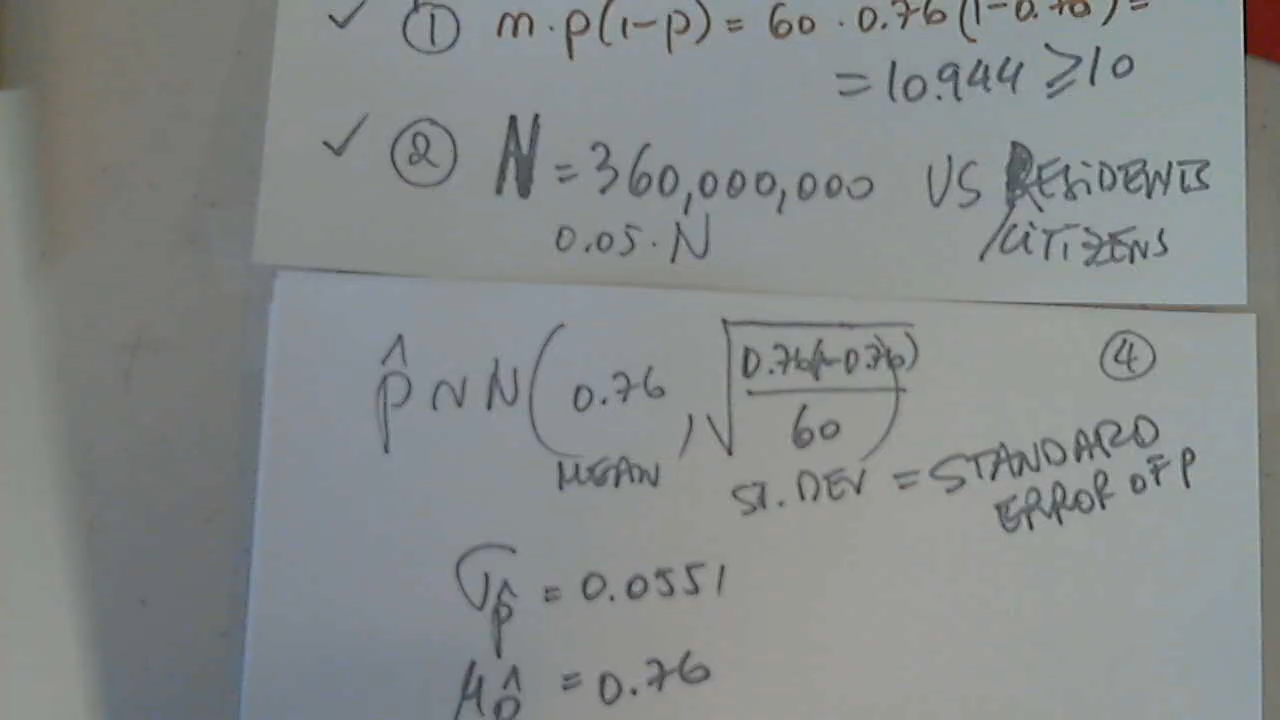 ✓ ① m·p(1-p) = 60·0.76(1-0.76) =
= 10.944 ≥ 10
✓ ② N = 360,000,000 US RESIDENTS
0.05·N /CITIZENS
p̂ ~ N(0.76, √(0.76(1-0.76)/60)) ④
MEAN ST. DEV = STANDARD
ERROR OF P
σp̂ = 0.0551
μp̂ = 0.76